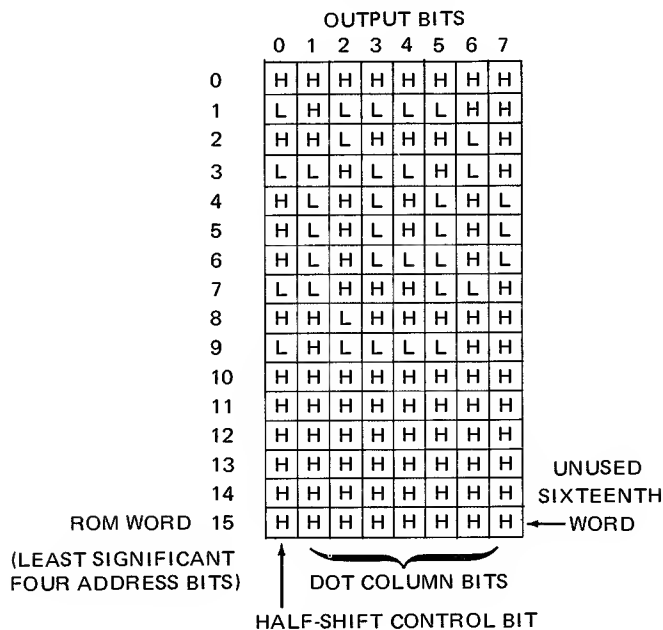 OUTPUT BITS
0 1 2 3 4 5 6 7
0 H H H H H H H H
1 L H L L L L H H
2 H H L H H H L H
3 L L H L L H L H
4 H L H L H L H L
5 H L H L H L H L
6 H L H L L L H L
7 L L H H H L L H
8 H H L H H H H H
9 L H L L L L H H
10 H H H H H H H H
11 H H H H H H H H
12 H H H H H H H H
13 H H H H H H H H
14 H H H H H H H H
ROM WORD 15 H H H H H H H H
UNUSED
SIXTEENTH
WORD
(LEAST SIGNIFICANT
FOUR ADDRESS BITS)
DOT COLUMN BITS
HALF-SHIFT CONTROL BIT